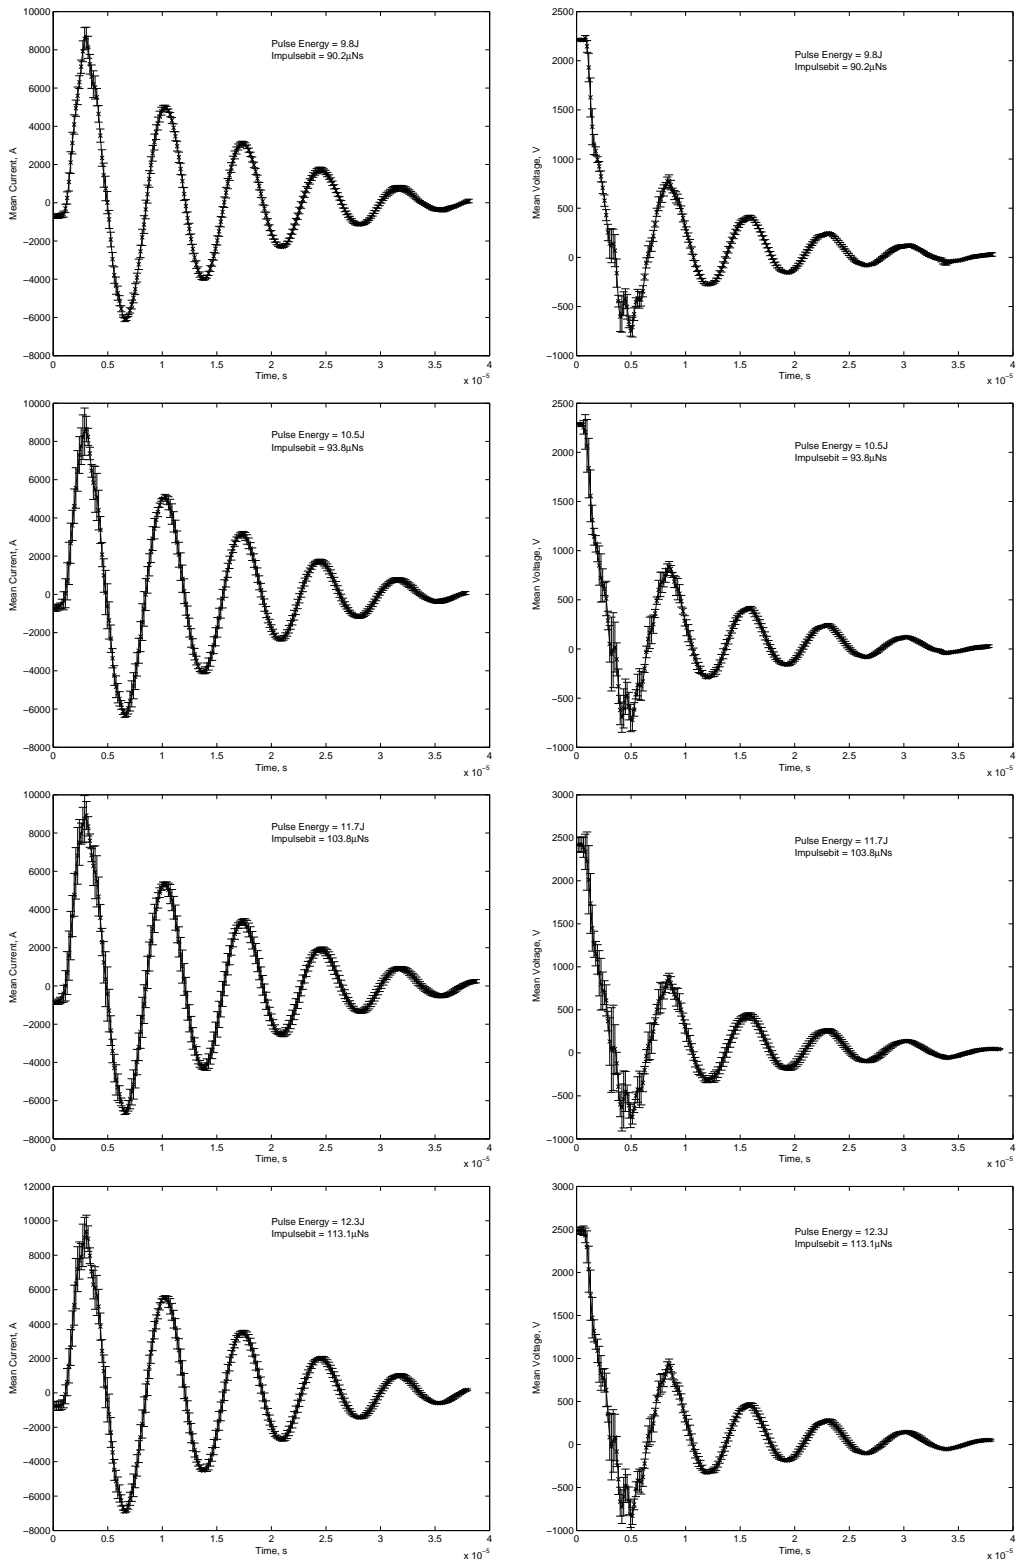 10000
8000
6000
4000
2000
0
−2000
−4000
−6000
−8000
Mean Current, A
Pulse Energy = 9.8J
Impulsebit = 90.2μNs
0 0.5 1 1.5 2 2.5 3 3.5 4
Time, s
x 10⁻⁵
2500
2000
1500
1000
500
0
−500
−1000
Mean Voltage, V
Pulse Energy = 9.8J
Impulsebit = 90.2μNs
0 0.5 1 1.5 2 2.5 3 3.5 4
Time, s
x 10⁻⁵
10000
8000
6000
4000
2000
0
−2000
−4000
−6000
−8000
Mean Current, A
Pulse Energy = 10.5J
Impulsebit = 93.8μNs
0 0.5 1 1.5 2 2.5 3 3.5 4
Time, s
x 10⁻⁵
2500
2000
1500
1000
500
0
−500
−1000
Mean Voltage, V
Pulse Energy = 10.5J
Impulsebit = 93.8μNs
0 0.5 1 1.5 2 2.5 3 3.5 4
Time, s
x 10⁻⁵
10000
8000
6000
4000
2000
0
−2000
−4000
−6000
−8000
Mean Current, A
Pulse Energy = 11.7J
Impulsebit = 103.8μNs
0 0.5 1 1.5 2 2.5 3 3.5 4
Time, s
x 10⁻⁵
3000
2500
2000
1500
1000
500
0
−500
−1000
Mean Voltage, V
Pulse Energy = 11.7J
Impulsebit = 103.8μNs
0 0.5 1 1.5 2 2.5 3 3.5 4
Time, s
x 10⁻⁵
12000
10000
8000
6000
4000
2000
0
−2000
−4000
−6000
−8000
Mean Current, A
Pulse Energy = 12.3J
Impulsebit = 113.1μNs
0 0.5 1 1.5 2 2.5 3 3.5 4
Time, s
x 10⁻⁵
3000
2500
2000
1500
1000
500
0
−500
−1000
Mean Voltage, V
Pulse Energy = 12.3J
Impulsebit = 113.1μNs
0 0.5 1 1.5 2 2.5 3 3.5 4
Time, s
x 10⁻⁵